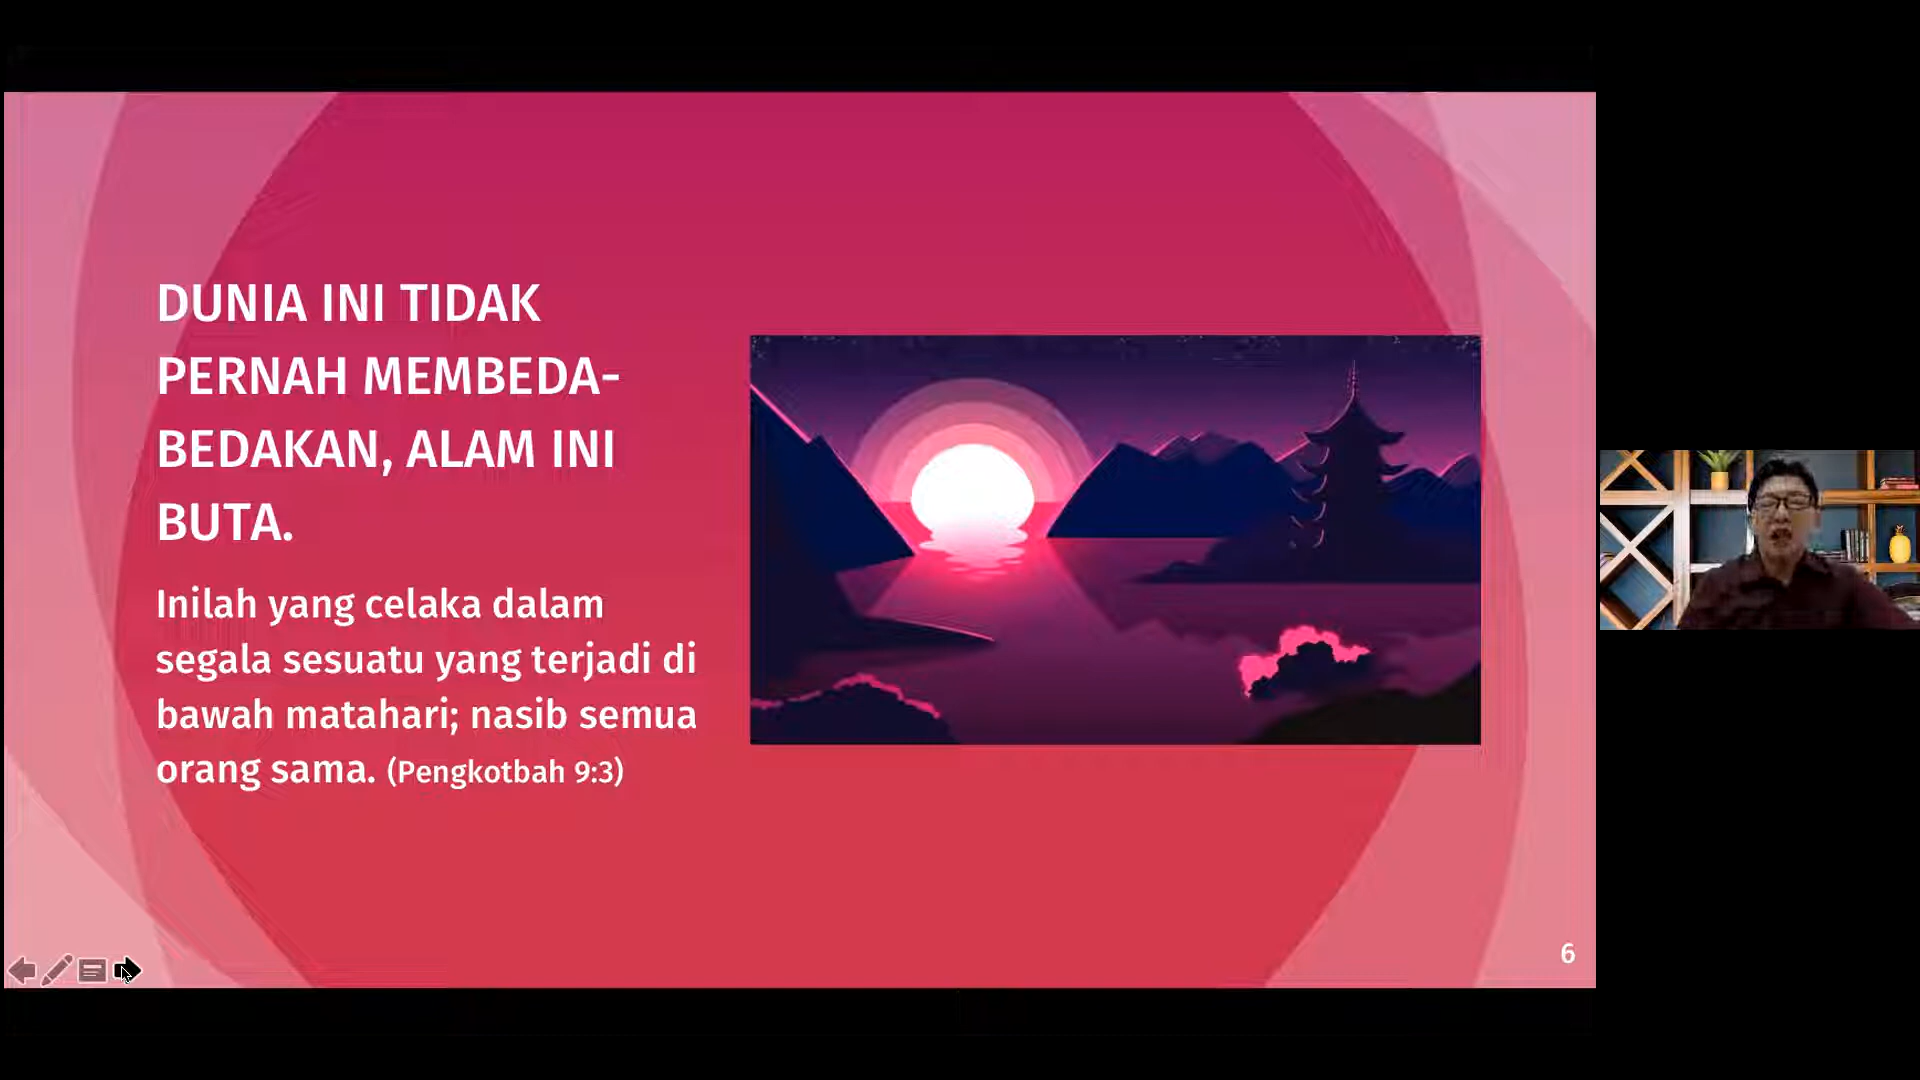 DUNIA INI TIDAK
PERNAH MEMBEDA-
BEDAKAN, ALAM INI
BUTA.
Inilah yang celaka dalam
segala sesuatu yang terjadi di
bawah matahari; nasib semua
orang sama. (Pengkotbah 9:3)
6